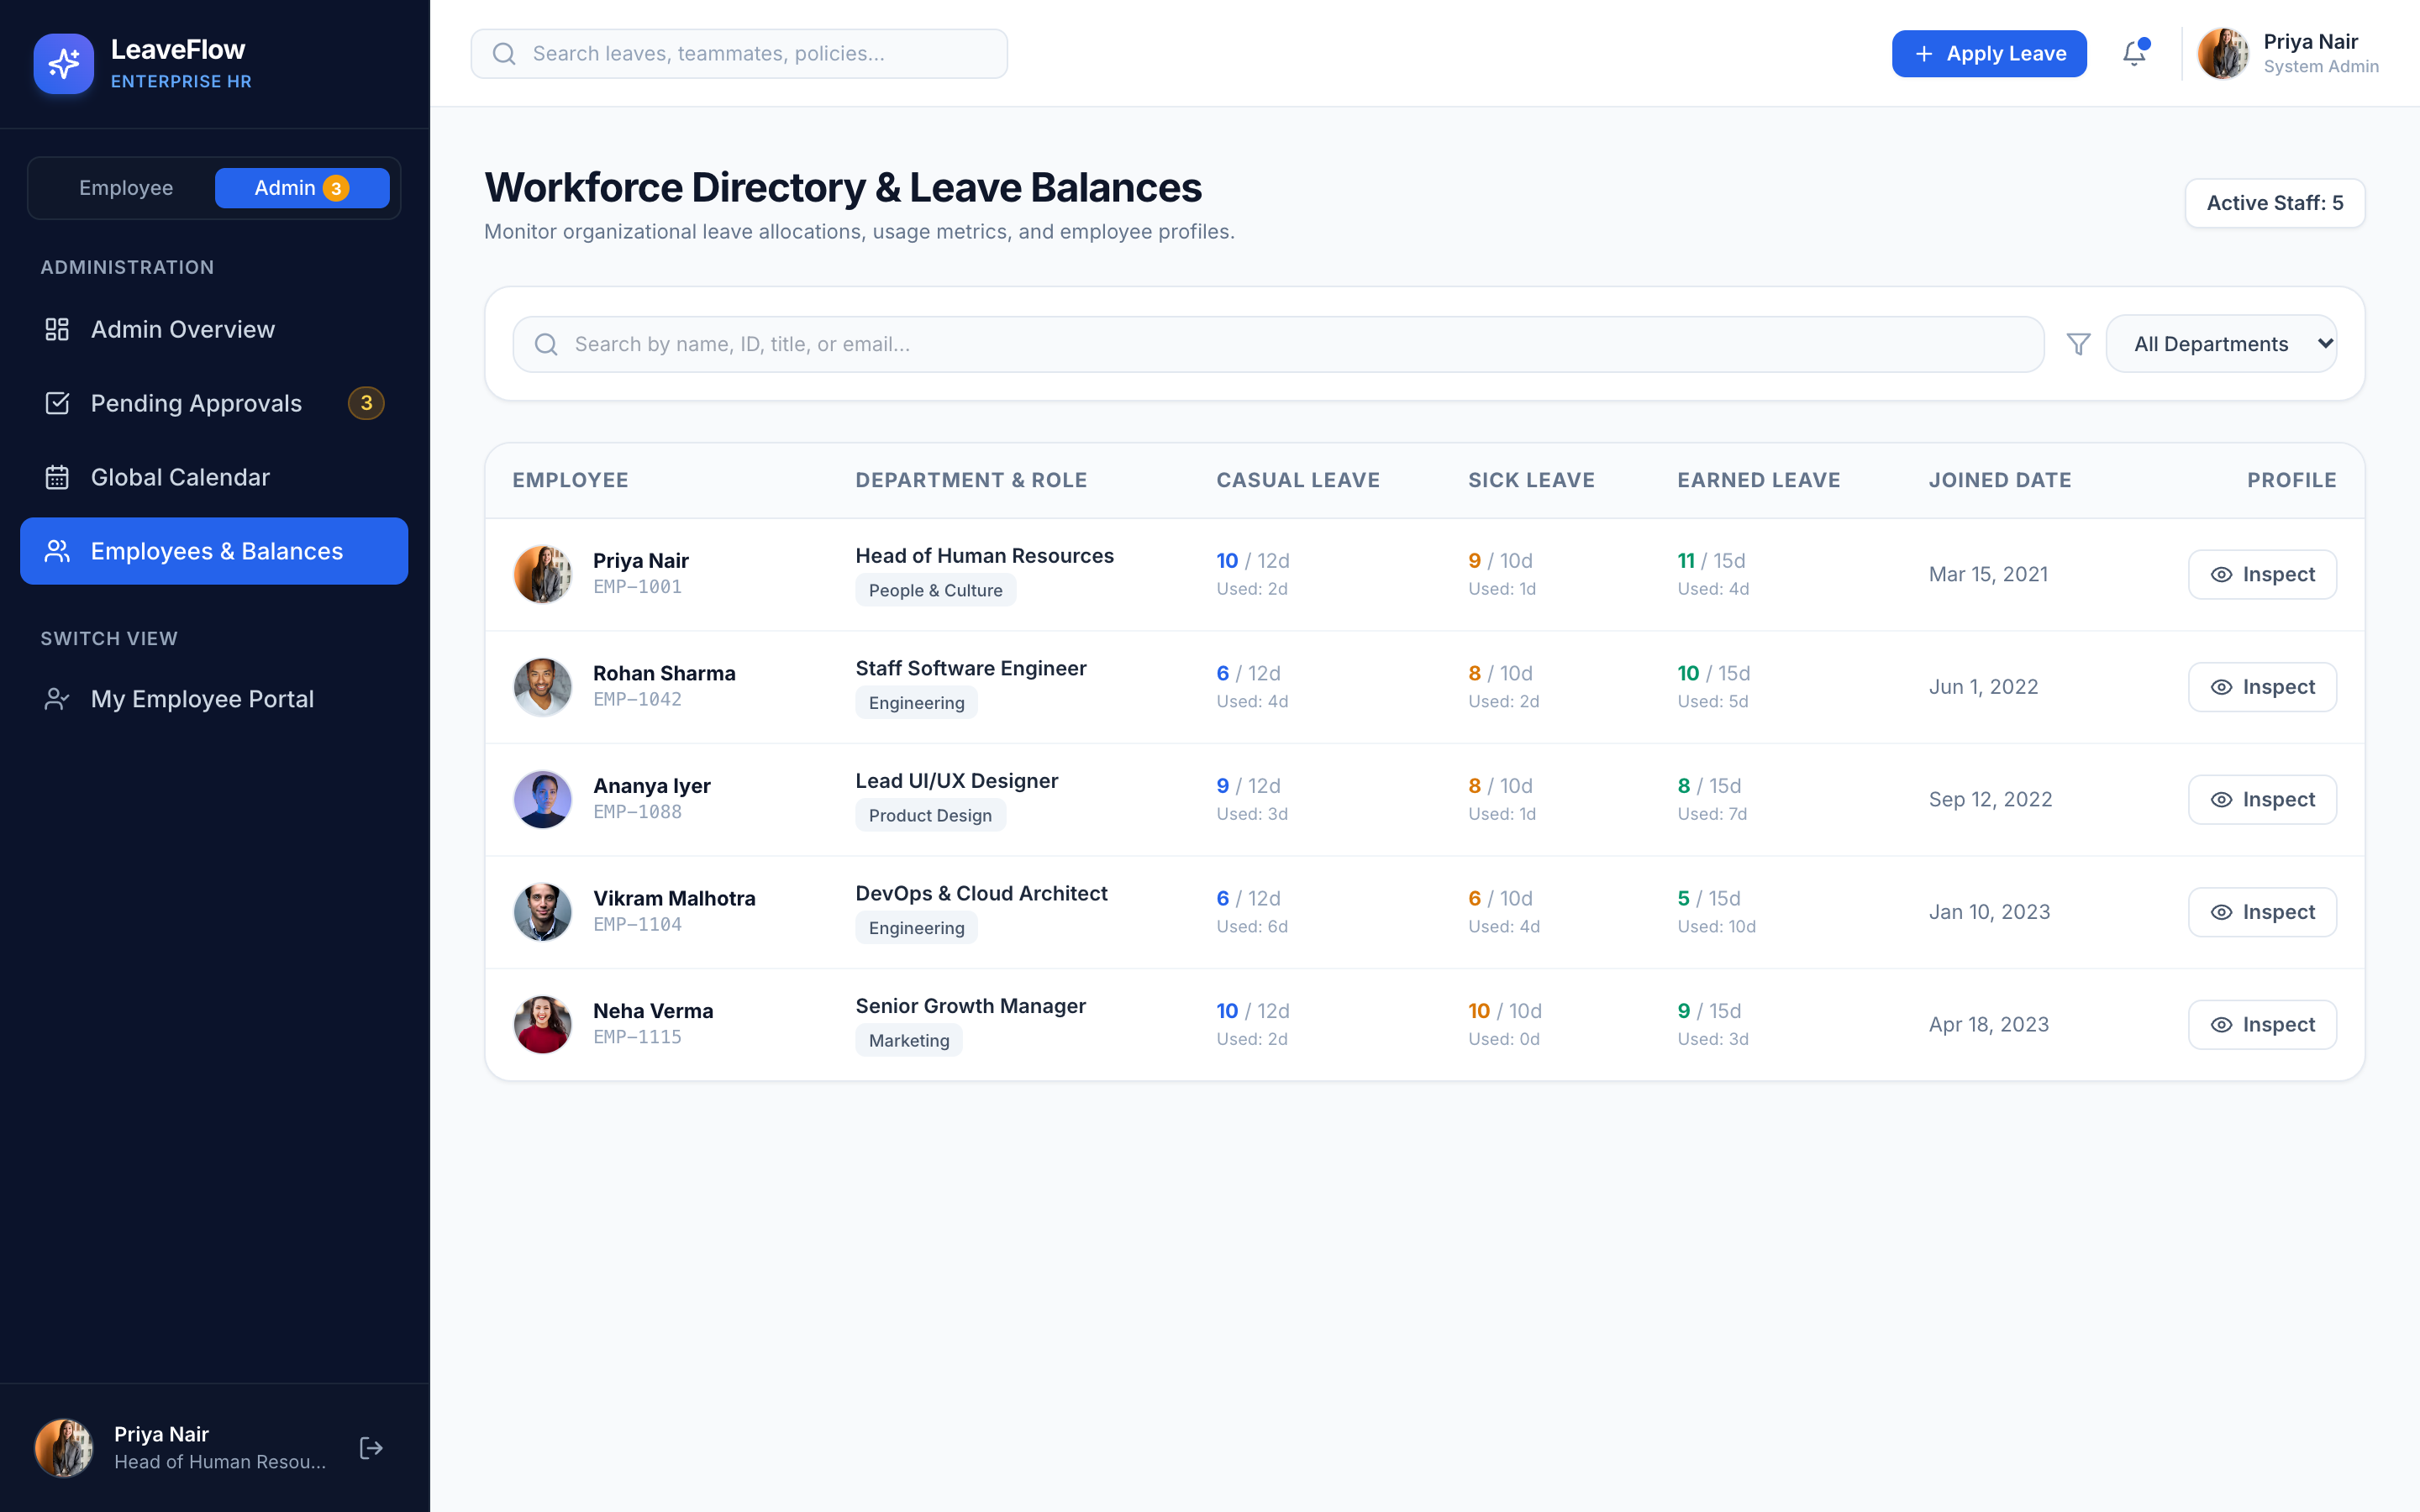 LeaveFlow
ENTERPRISE HR
Employee
Admin 3
ADMINISTRATION
Admin Overview
Pending Approvals 3
Global Calendar
Employees & Balances
SWITCH VIEW
My Employee Portal
Priya Nair
Head of Human Resou...
Search leaves, teammates, policies...
Apply Leave
Priya Nair
System Admin
Workforce Directory & Leave Balances
Monitor organizational leave allocations, usage metrics, and employee profiles.
Active Staff: 5
Search by name, ID, title, or email...
All Departments
EMPLOYEE DEPARTMENT & ROLE CASUAL LEAVE SICK LEAVE EARNED LEAVE JOINED DATE PROFILE
Priya Nair
EMP-1001
Head of Human Resources
People & Culture
10 / 12d
Used: 2d
9 / 10d
Used: 1d
11 / 15d
Used: 4d
Mar 15, 2021
Inspect
Rohan Sharma
EMP-1042
Staff Software Engineer
Engineering
6 / 12d
Used: 4d
8 / 10d
Used: 2d
10 / 15d
Used: 5d
Jun 1, 2022
Inspect
Ananya Iyer
EMP-1088
Lead UI/UX Designer
Product Design
9 / 12d
Used: 3d
8 / 10d
Used: 1d
8 / 15d
Used: 7d
Sep 12, 2022
Inspect
Vikram Malhotra
EMP-1104
DevOps & Cloud Architect
Engineering
6 / 12d
Used: 6d
6 / 10d
Used: 4d
5 / 15d
Used: 10d
Jan 10, 2023
Inspect
Neha Verma
EMP-1115
Senior Growth Manager
Marketing
10 / 12d
Used: 2d
10 / 10d
Used: 0d
9 / 15d
Used: 3d
Apr 18, 2023
Inspect